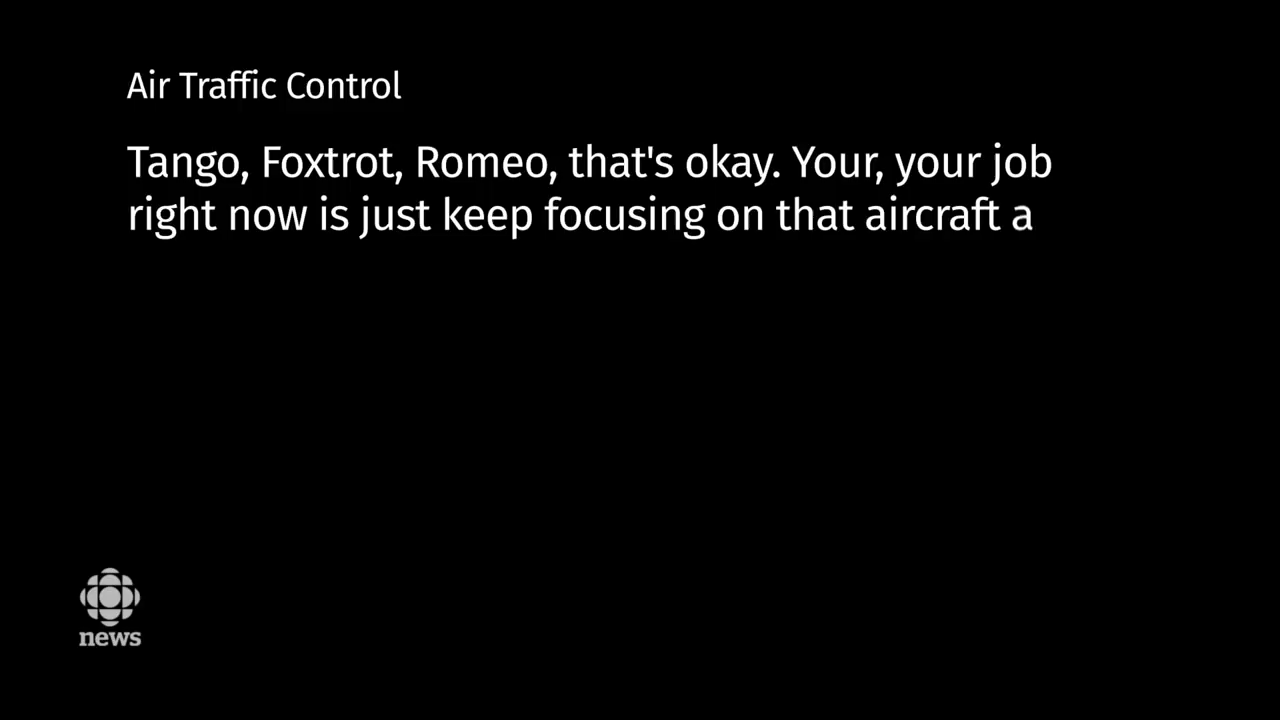 Air Traffic Control
Tango, Foxtrot, Romeo, that's okay. Your, your job
right now is just keep focusing on that aircraft a
news